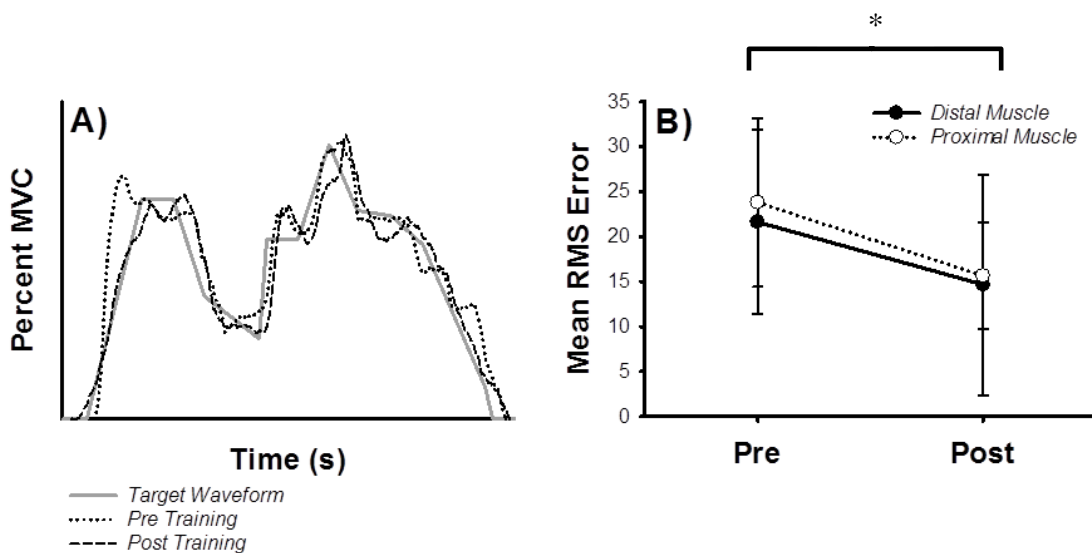 A)
Percent MVC
Time (s)
Target Waveform
Pre Training
Post Training
*
B)
Distal Muscle
Proximal Muscle
Mean RMS Error
35
30
25
20
15
10
5
0
Pre
Post